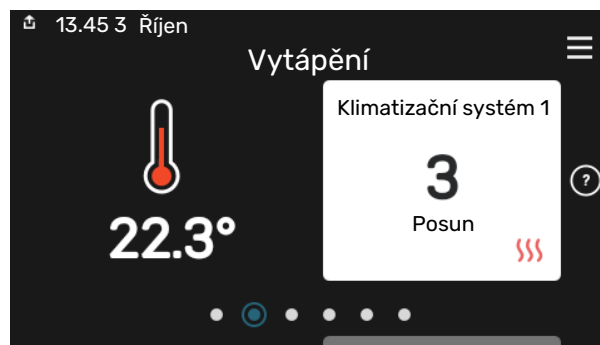 13.45 3 Říjen
Vytápění
Klimatizační systém 1
3
Posun
22.3°
?